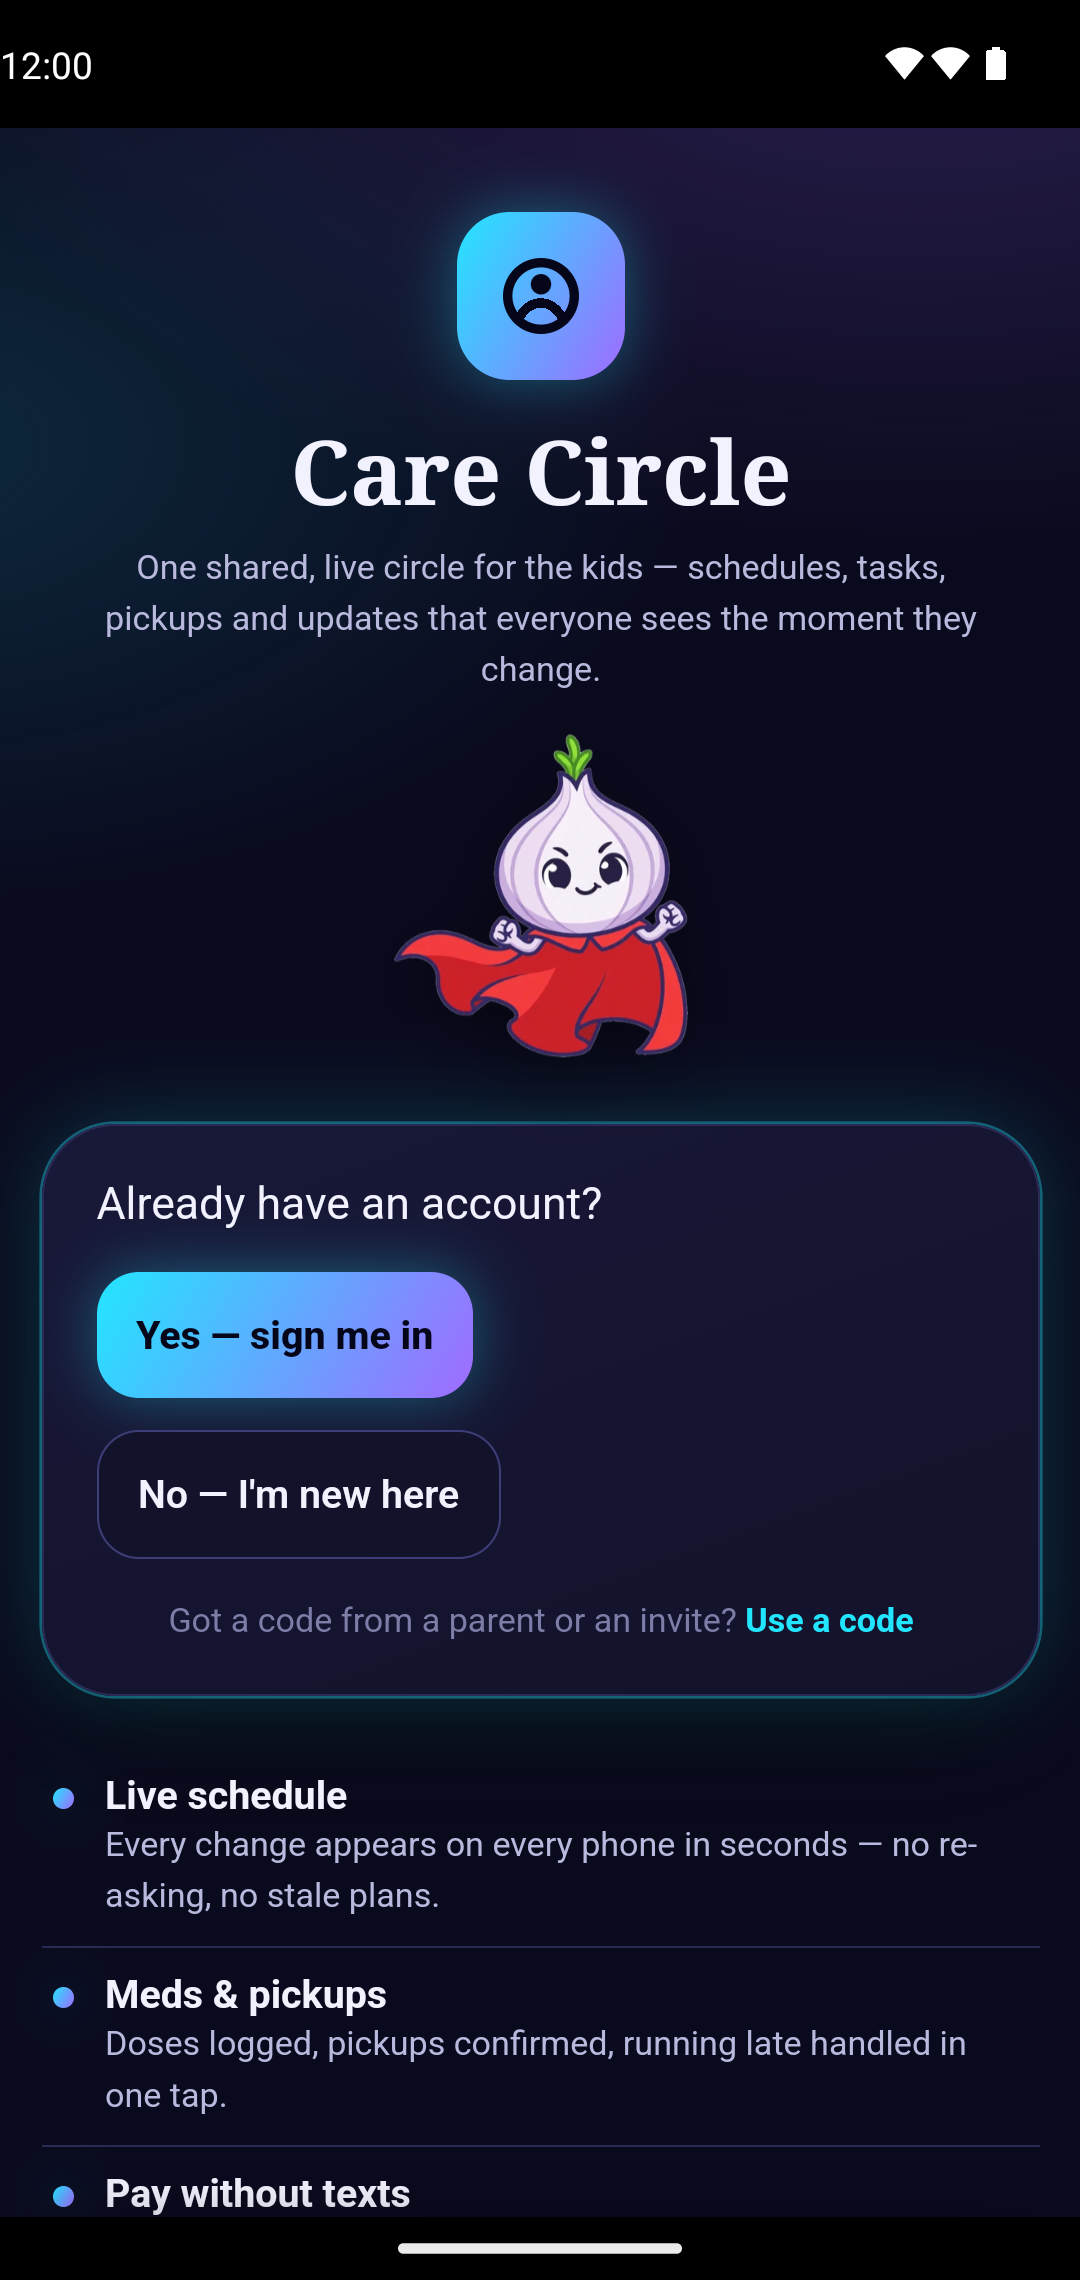 12:00
Care Circle
One shared, live circle for the kids — schedules, tasks,
pickups and updates that everyone sees the moment they
change.
Already have an account?
Yes — sign me in
No — I'm new here
Got a code from a parent or an invite? Use a code
Live schedule
Every change appears on every phone in seconds — no re-
asking, no stale plans.
Meds & pickups
Doses logged, pickups confirmed, running late handled in
one tap.
Pay without texts